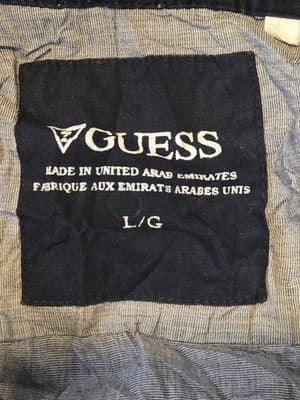 ? GUESS
MADE IN UNITED ARAB EMIRATES
FABRIQUE AUX EMIRATS ARABES UNIS
L/G